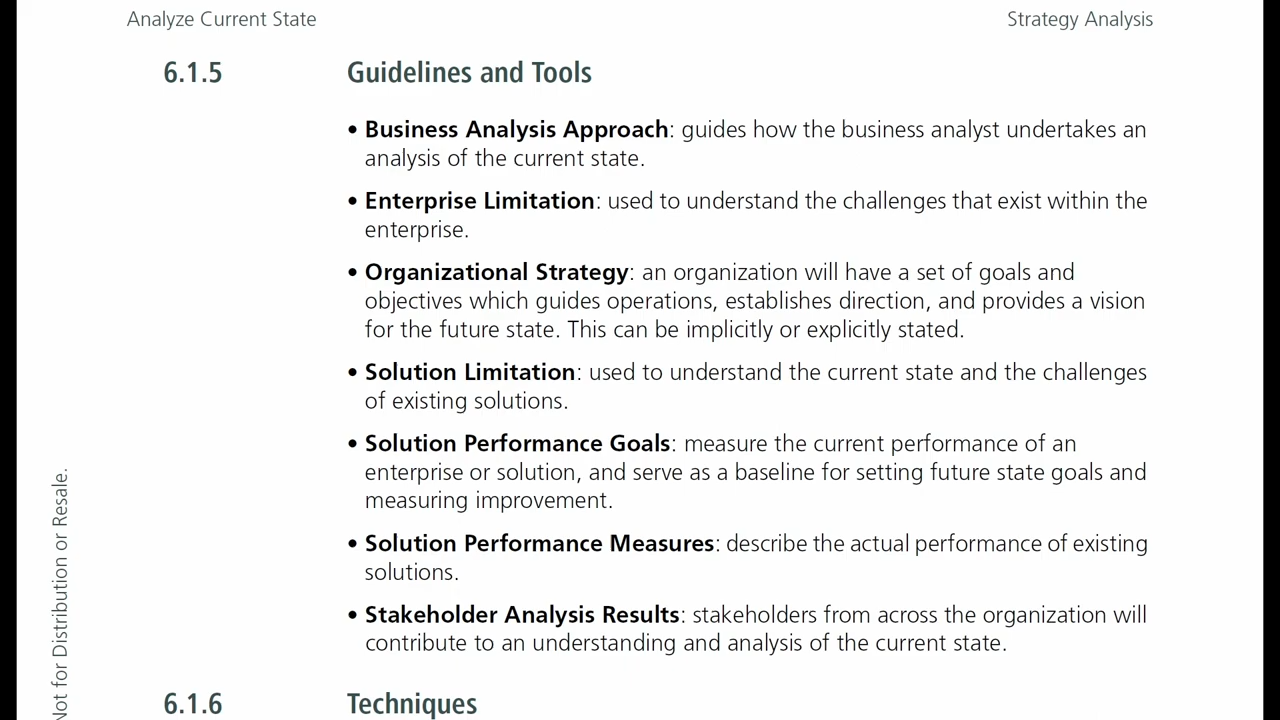 Analyze Current State
Strategy Analysis
6.1.5 Guidelines and Tools
• Business Analysis Approach: guides how the business analyst undertakes an
analysis of the current state.
• Enterprise Limitation: used to understand the challenges that exist within the
enterprise.
• Organizational Strategy: an organization will have a set of goals and
objectives which guides operations, establishes direction, and provides a vision
for the future state. This can be implicitly or explicitly stated.
• Solution Limitation: used to understand the current state and the challenges
of existing solutions.
• Solution Performance Goals: measure the current performance of an
enterprise or solution, and serve as a baseline for setting future state goals and
measuring improvement.
• Solution Performance Measures: describe the actual performance of existing
solutions.
• Stakeholder Analysis Results: stakeholders from across the organization will
contribute to an understanding and analysis of the current state.
6.1.6 Techniques
Not for Distribution or Resale.